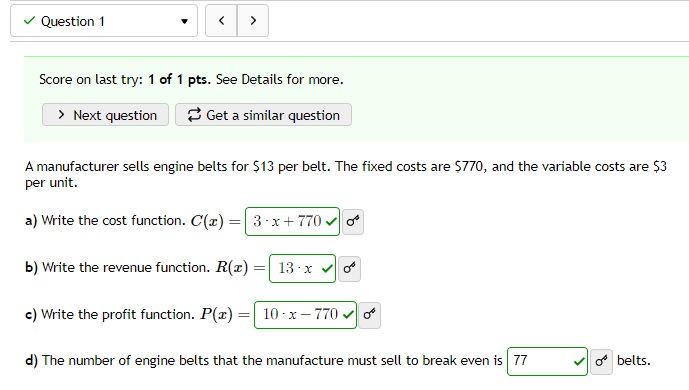 Question 1
Score on last try: 1 of 1 pts. See Details for more.
> Next question Get a similar question
A manufacturer sells engine belts for $13 per belt. The fixed costs are $770, and the variable costs are $3
per unit.
a) Write the cost function. C(x) = 3 · x + 770
b) Write the revenue function. R(x) = 13 · x
c) Write the profit function. P(x) = 10 · x − 770
d) The number of engine belts that the manufacture must sell to break even is 77 belts.